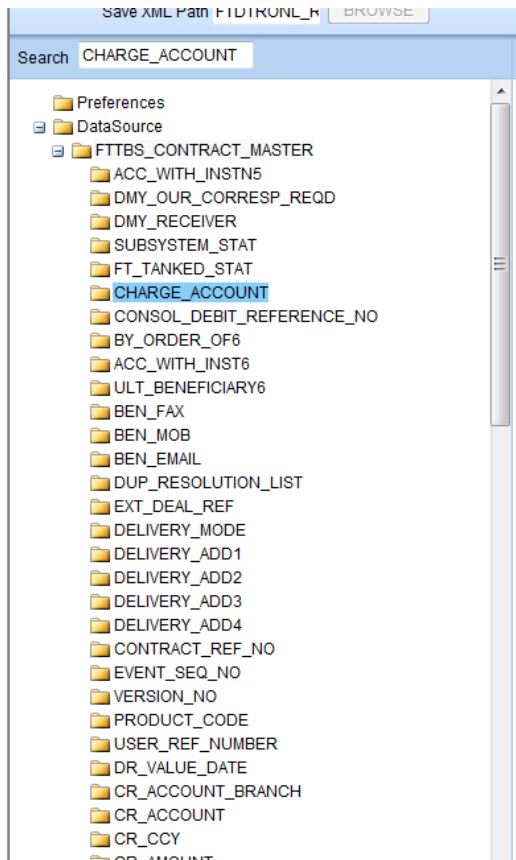 Save XML Path FTDTRONL_R BROWSE
Search CHARGE_ACCOUNT
Preferences
DataSource
FTTBS_CONTRACT_MASTER
ACC_WITH_INSTN5
DMY_OUR_CORRESP_REQD
DMY_RECEIVER
SUBSYSTEM_STAT
FT_TANKED_STAT
CHARGE_ACCOUNT
CONSOL_DEBIT_REFERENCE_NO
BY_ORDER_OF6
ACC_WITH_INST6
ULT_BENEFICIARY6
BEN_FAX
BEN_MOB
BEN_EMAIL
DUP_RESOLUTION_LIST
EXT_DEAL_REF
DELIVERY_MODE
DELIVERY_ADD1
DELIVERY_ADD2
DELIVERY_ADD3
DELIVERY_ADD4
CONTRACT_REF_NO
EVENT_SEQ_NO
VERSION_NO
PRODUCT_CODE
USER_REF_NUMBER
DR_VALUE_DATE
CR_ACCOUNT_BRANCH
CR_ACCOUNT
CR_CCY
CR_AMOUNT